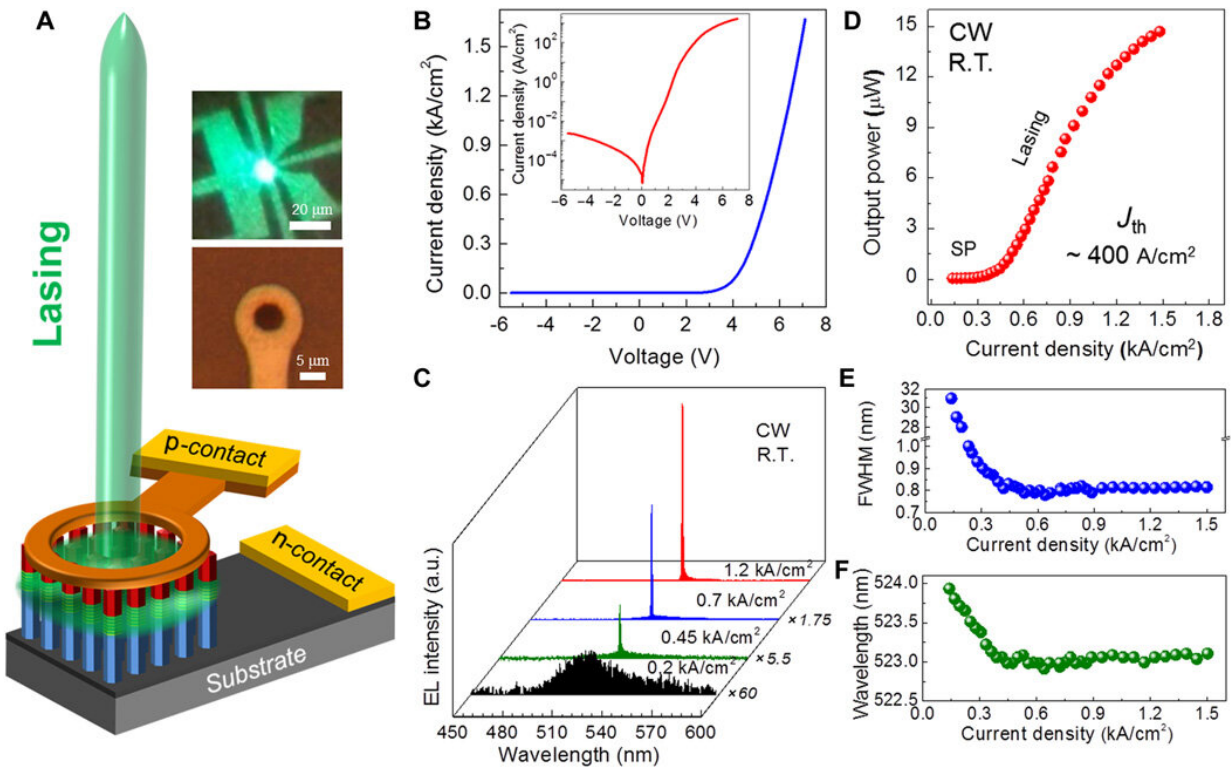 A
Lasing
20 μm
5 μm
p-contact
n-contact
Substrate
B
Current density (kA/cm²)
1.5
1.2
0.9
0.6
0.3
0.0
-6 -4 -2 0 2 4 6 8
Voltage (V)
Current density (A/cm²)
10²
10⁰
10⁻²
10⁻⁴
-6 -4 -2 0 2 4 6 8
Voltage (V)
C
CW
R.T.
EL intensity (a.u.)
1.2 kA/cm²
0.7 kA/cm²
×1.75
0.45 kA/cm²
×5.5
0.2 kA/cm²
×60
450 480 510 540 570 600
Wavelength (nm)
D
CW
R.T.
Output power (μW)
15
12
9
6
3
0
Lasing
SP
Jth
~ 400 A/cm²
0.0 0.3 0.6 0.9 1.2 1.5 1.8
Current density (kA/cm²)
E
FWHM (nm)
32
30
28
1.0
0.9
0.8
0.7
0.0 0.3 0.6 0.9 1.2 1.5
Current density (kA/cm²)
F
Wavelength (nm)
524.0
523.0
522.5
0.0 0.3 0.6 0.9 1.2 1.5
Current density (kA/cm²)